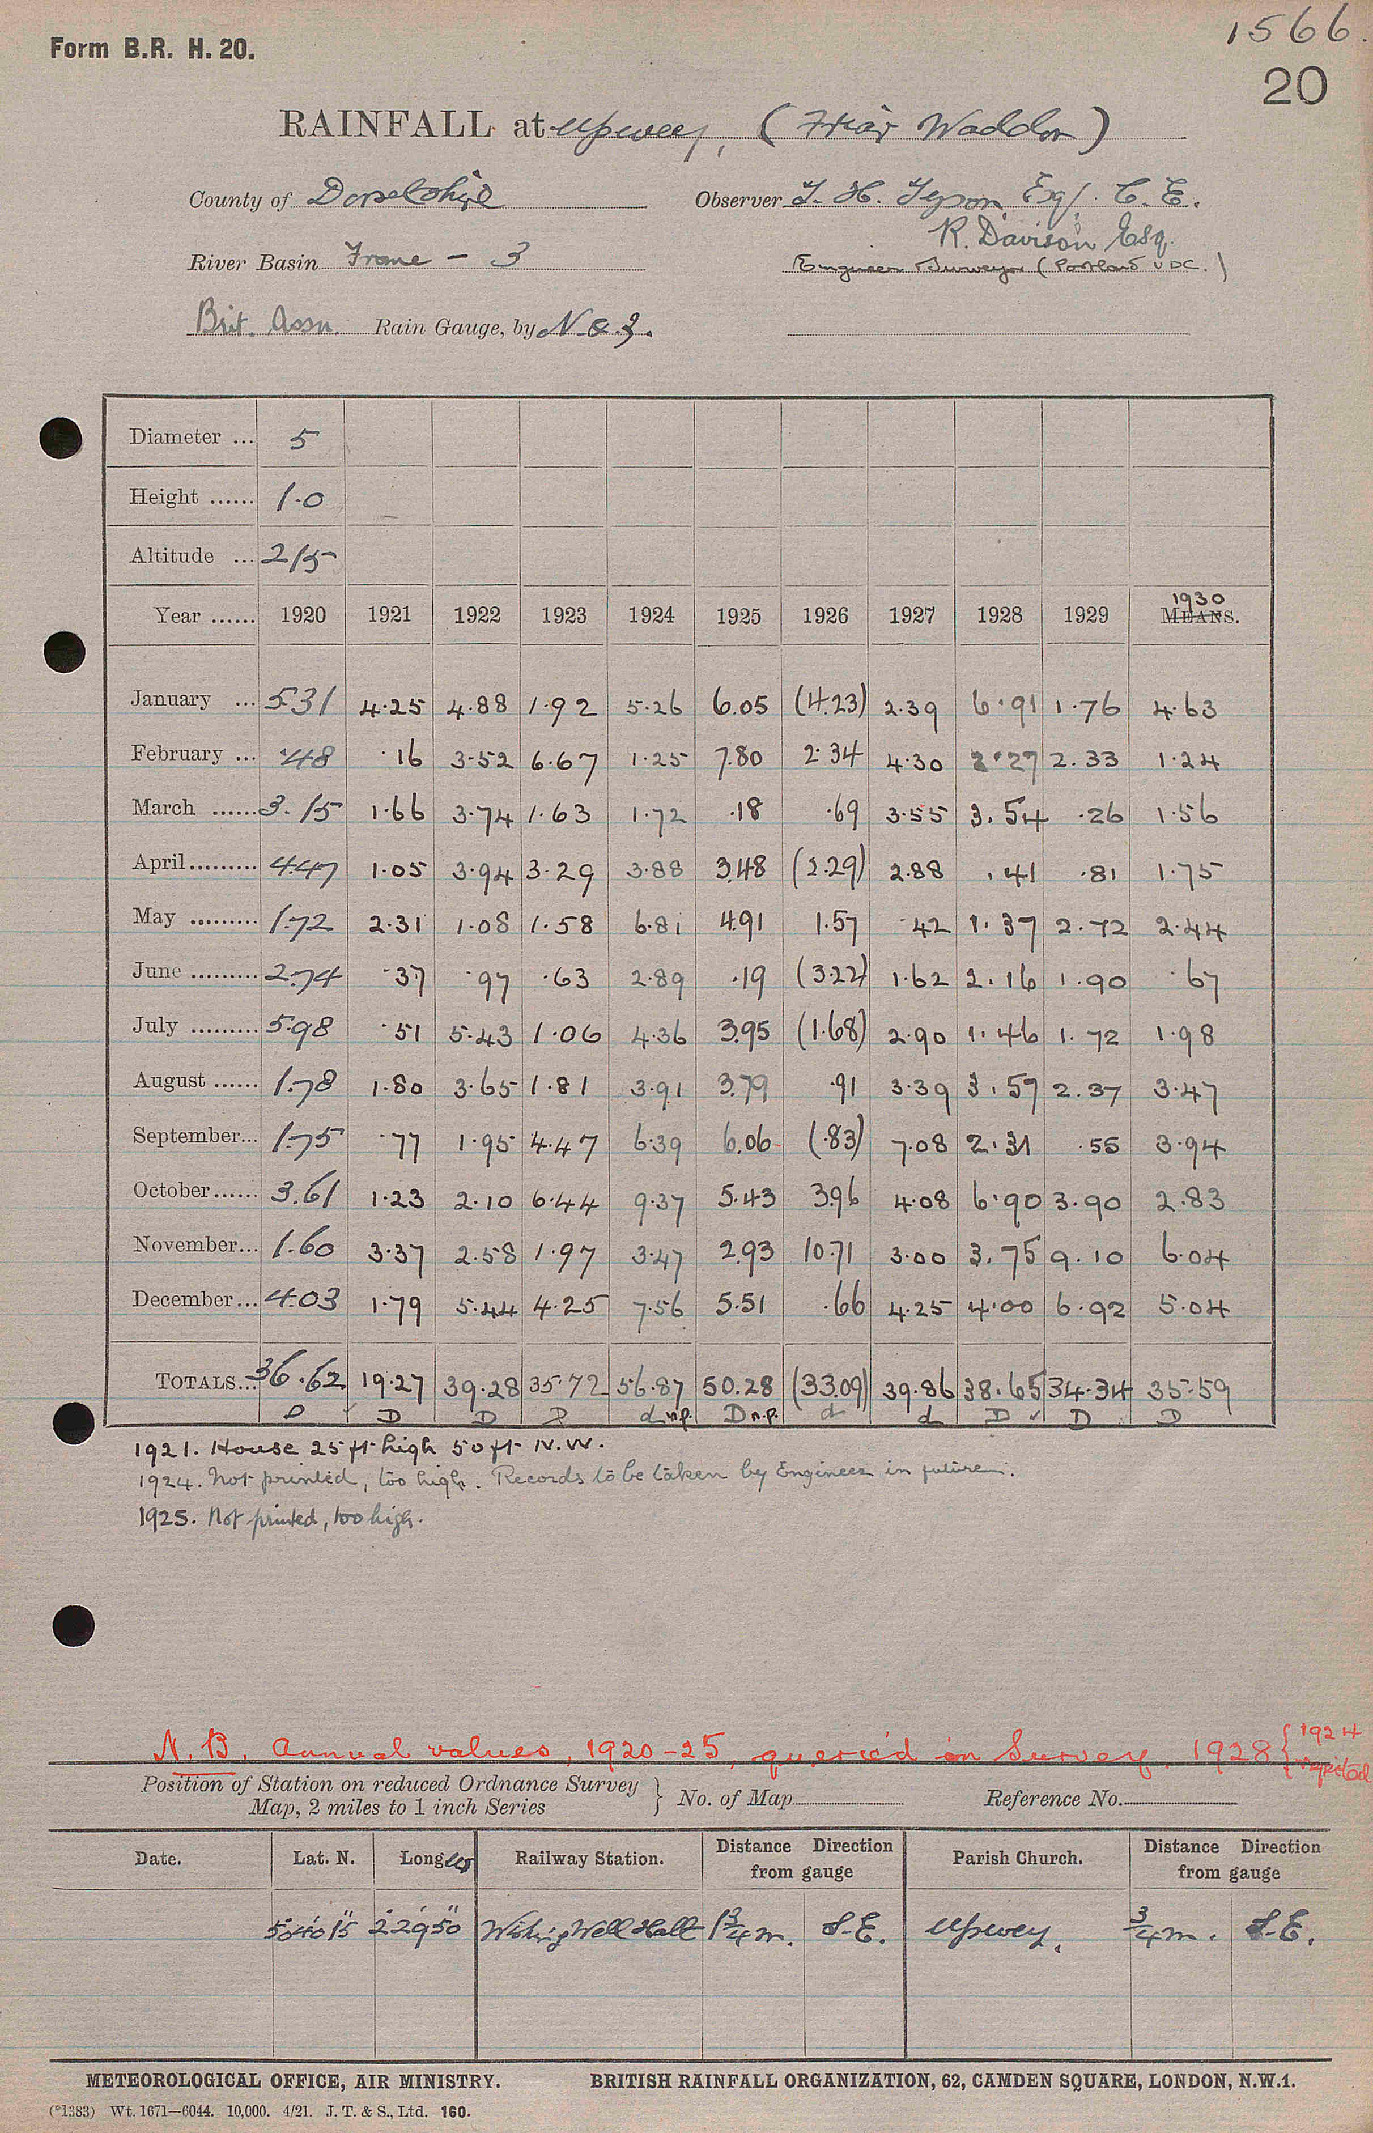 1566.
Form B.R. H. 20.
20
RAINFALL at Upwey, (Friar Waddon)
County of Dorsetshire Observer T. H. Tyson, Esq. C. E.
R. Davison Esq.
River Basin Frome - 3 Engineer Surveyor (Portland UDC.)
Brit. Assn. Rain Gauge, by N & Z.
Diameter ... 5
Height ...... 1.0
Altitude ... 215
Year ...... 1920 1921 1922 1923 1924 1925 1926 1927 1928 1929 1930 MEANS.
January ... 5.31 4.25 4.88 1.92 5.26 6.05 (4.23) 2.39 6.91 1.76 4.63
February ... .48 .16 3.52 6.67 1.25 7.80 2.34 4.30 2.27 2.33 1.24
March ...... 3.15 1.66 3.74 1.63 1.72 .18 .69 3.55 3.54 .26 1.56
April ......... 4.47 1.05 3.94 3.29 3.88 3.48 (2.29) 2.88 .41 .81 1.75
May ......... 1.72 2.31 1.08 1.58 6.81 4.91 1.57 .42 1.37 2.72 2.44
June ......... 2.74 .37 .97 .63 2.89 .19 (3.22) 1.62 2.16 1.90 .67
July ......... 5.98 .51 5.43 1.06 4.36 3.95 (1.68) 2.90 1.46 1.72 1.98
August ...... 1.78 1.80 3.65 1.81 3.91 3.79 .91 3.39 3.57 2.37 3.47
September... 1.75 .77 1.95 4.47 6.39 6.06 (.83) 7.08 2.31 .55 3.94
October ...... 3.61 1.23 2.10 6.44 9.37 5.43 3.96 4.08 6.90 3.90 2.83
November... 1.60 3.37 2.58 1.97 3.47 2.93 10.71 3.00 3.75 9.10 6.04
December... 4.03 1.79 5.44 4.25 7.56 5.51 .66 4.25 4.00 6.92 5.04
TOTALS... 36.62 19.27 39.28 35.72 56.87 50.28 (33.09) 39.86 38.65 34.34 35.59
D D D D d n.p. D n.p. d d D D D
1921. House 25 ft high 50 ft N.W.
1924. Not printed, too high. Records to be taken by Engineer in future.
1925. Not printed, too high.
N.B. Annual values, 1920-25, queried in Survey, 1928 { 1924 rejected
Position of Station on reduced Ordnance Survey Map, 2 miles to 1 inch Series } No. of Map Reference No.
Date. Lat. N. Long W Railway Station. Distance Direction from gauge Parish Church. Distance Direction from gauge
50° 40' 15" 2° 29' 50" Wishing Well Halt 1 3/4 m. S.E. Upwey. 3/4 m. S.E.
METEOROLOGICAL OFFICE, AIR MINISTRY. BRITISH RAINFALL ORGANIZATION, 62, CAMDEN SQUARE, LONDON, N.W.1.
(*1383) Wt. 1671—6044. 10,000. 4/21. J. T. & S., Ltd. 160.